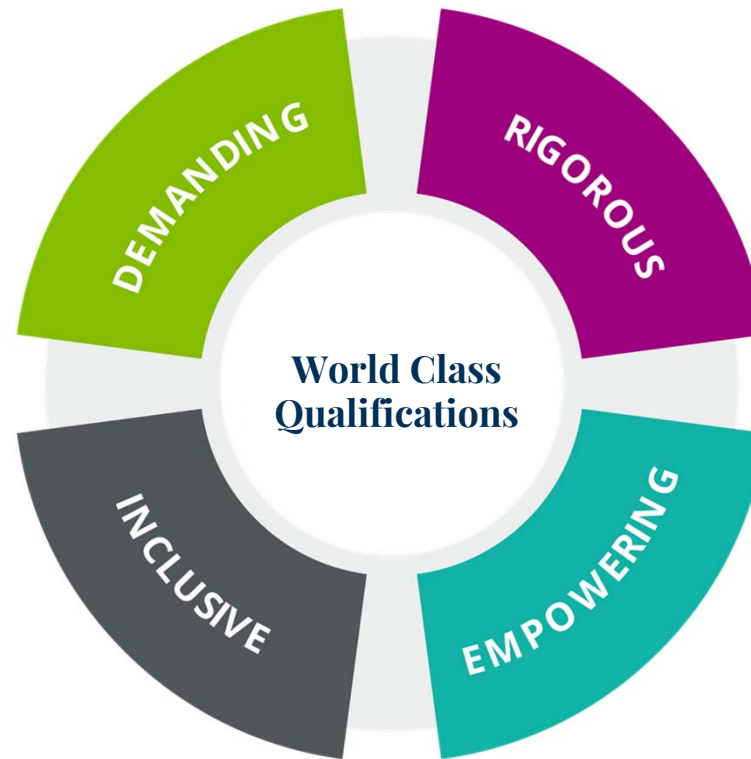 DEMANDING
RIGOROUS
World Class
Qualifications
INCLUSIVE
EMPOWERING